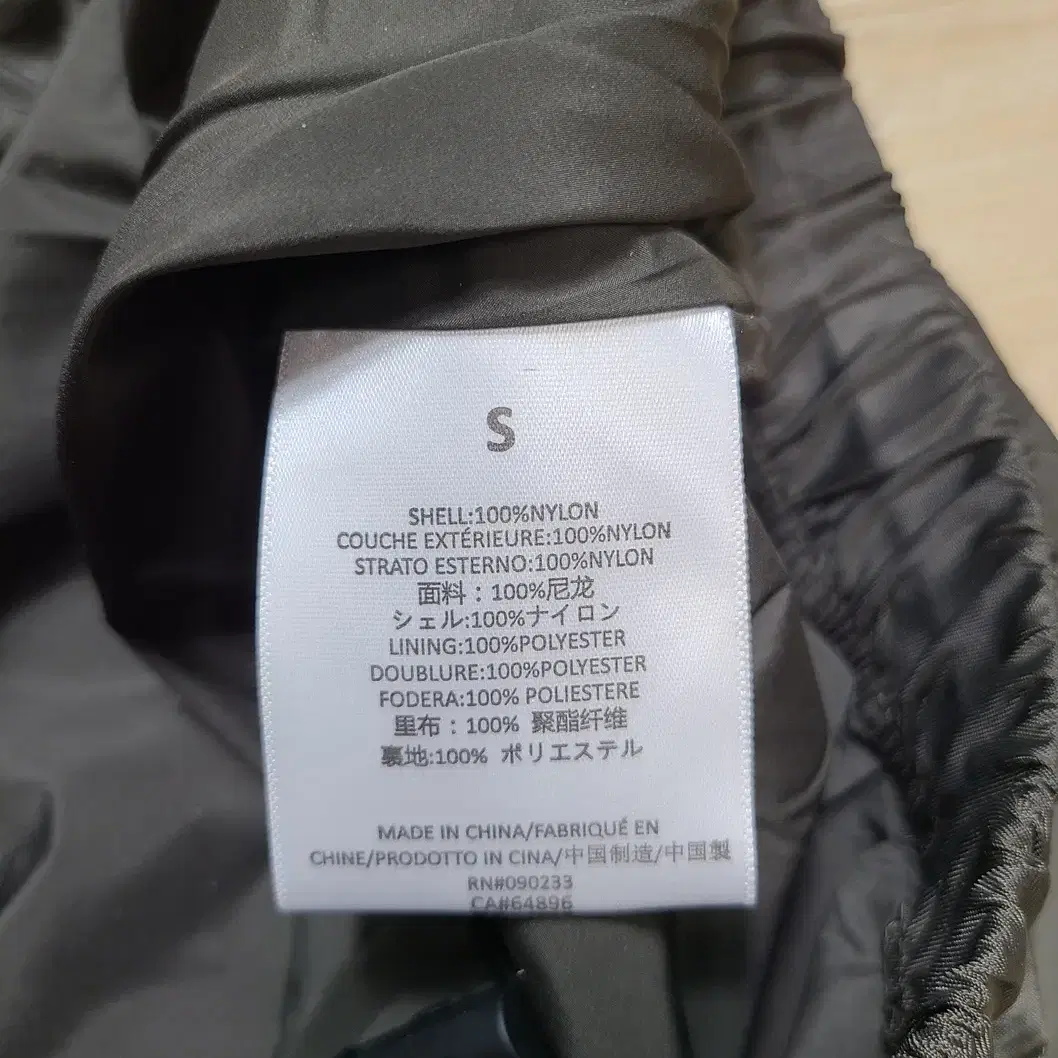 S
SHELL:100%NYLON
COUCHE EXTÉRIEURE:100%NYLON
STRATO ESTERNO:100%NYLON
面料：100%尼龙
シェル:100%ナイロン
LINING:100%POLYESTER
DOUBLURE:100%POLYESTER
FODERA:100% POLIESTERE
里布：100% 聚酯纤维
裏地:100% ポリエステル
MADE IN CHINA/FABRIQUÉ EN
CHINE/PRODOTTO IN CINA/中国制造/中国製
RN#090233
CA#64896